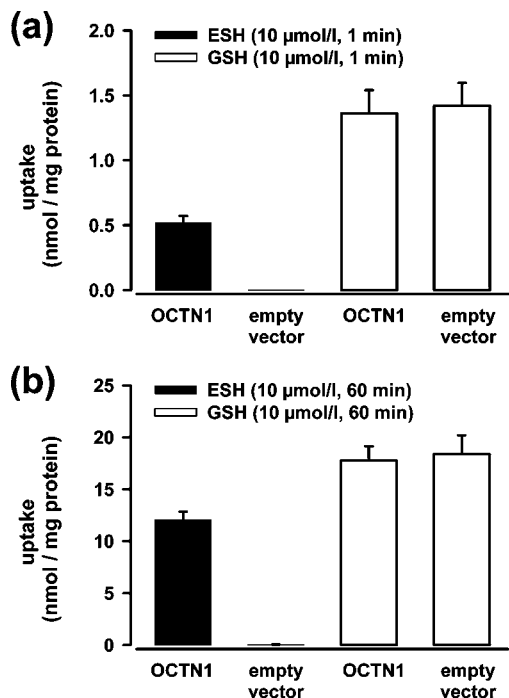 (a)
ESH (10 µmol/l, 1 min)
GSH (10 µmol/l, 1 min)
uptake
(nmol / mg protein)
2.0
1.5
1.0
0.5
0.0
OCTN1
empty
vector
OCTN1
empty
vector
(b)
ESH (10 µmol/l, 60 min)
GSH (10 µmol/l, 60 min)
uptake
(nmol / mg protein)
25
20
15
10
5
0
OCTN1
empty
vector
OCTN1
empty
vector